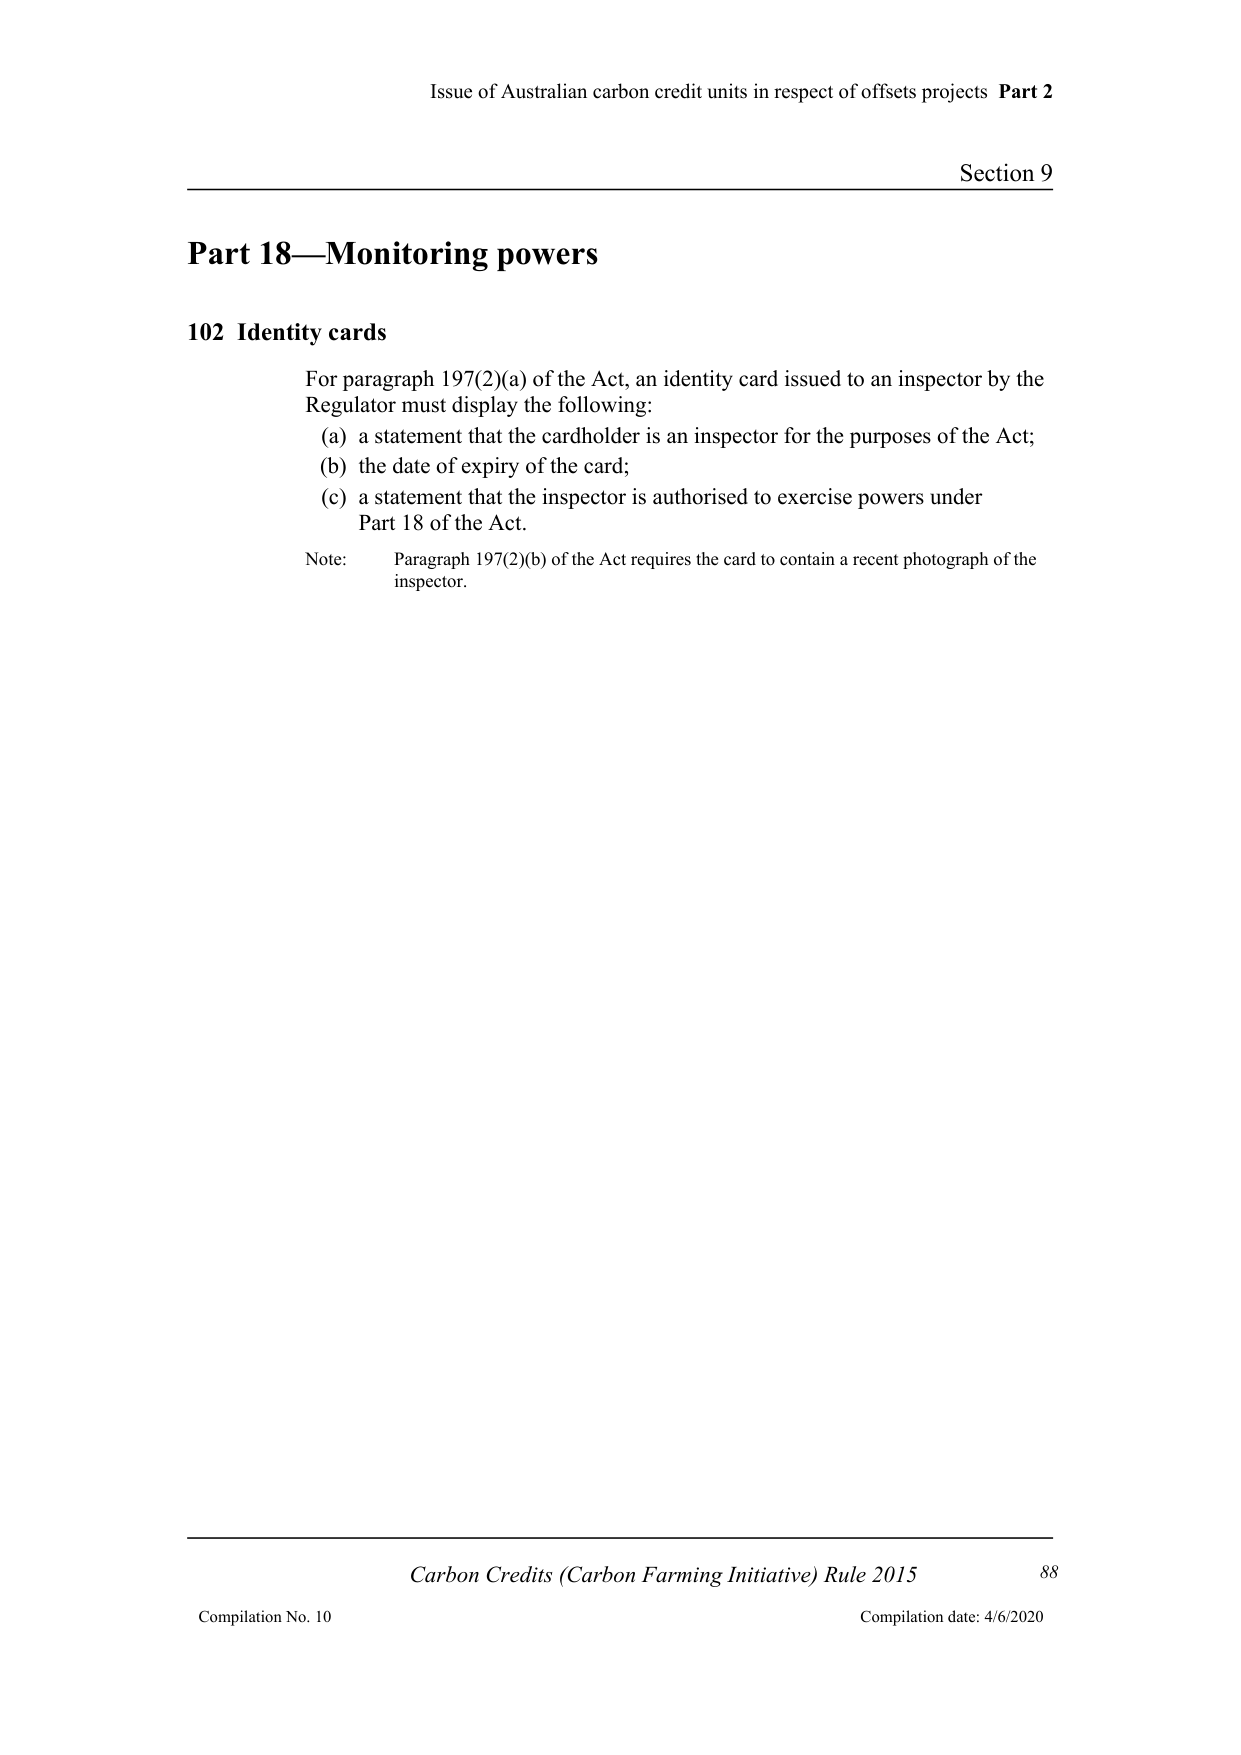 Issue of Australian carbon credit units in respect of offsets projects  Part 2
Section 9
Part 18—Monitoring powers
102  Identity cards
For paragraph 197(2)(a) of the Act, an identity card issued to an inspector by the
Regulator must display the following:
(a)  a statement that the cardholder is an inspector for the purposes of the Act;
(b)  the date of expiry of the card;
(c)  a statement that the inspector is authorised to exercise powers under
Part 18 of the Act.
Note: Paragraph 197(2)(b) of the Act requires the card to contain a recent photograph of the
inspector.
Carbon Credits (Carbon Farming Initiative) Rule 2015 88
Compilation No. 10 Compilation date: 4/6/2020